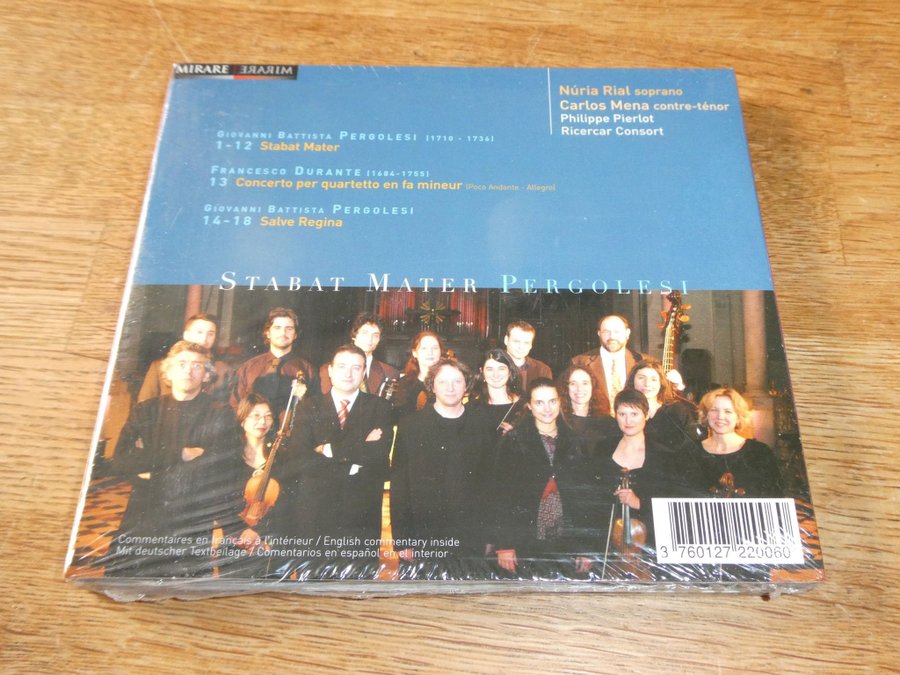 MIRARE MIRARE
Núria Rial soprano
Carlos Mena contre-ténor
Philippe Pierlot
Ricercar Consort
GIOVANNI BATTISTA PERGOLESI (1710 - 1736)
1-12 Stabat Mater
FRANCESCO DURANTE (1684-1755)
13 Concerto per quartetto en fa mineur (Poco Andante - Allegro)
GIOVANNI BATTISTA PERGOLESI
14-18 Salve Regina
STABAT MATER PERGOLESI
Commentaires en français à l'intérieur / English commentary inside
Mit deutscher Textbeilage / Comentarios en español en el interior
3 760127 220060